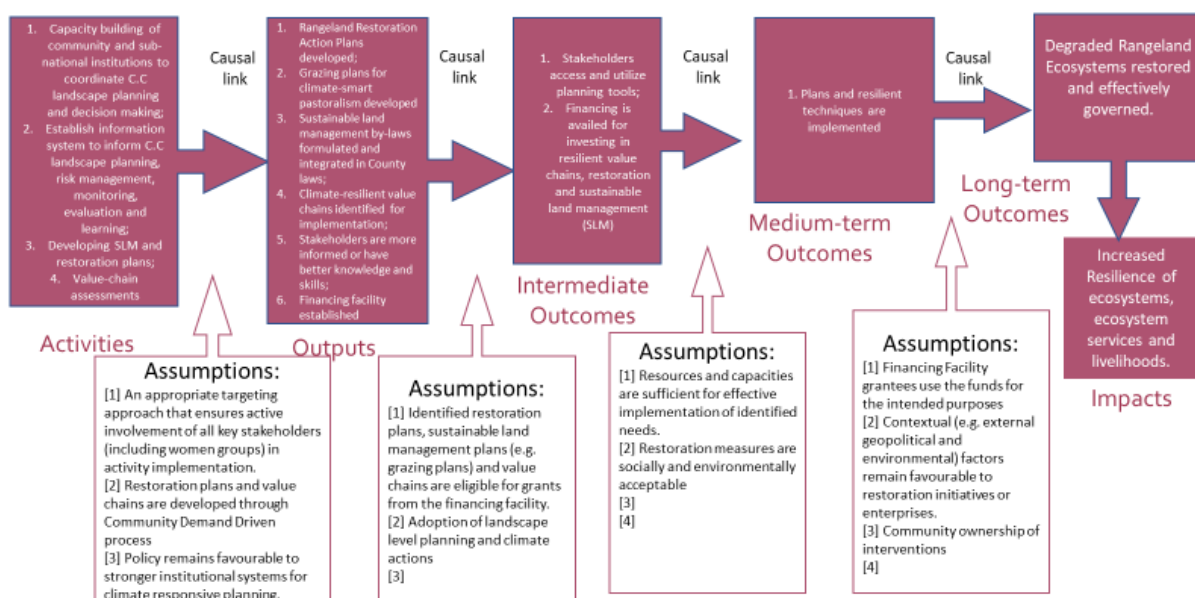 1. Capacity building of
community and sub-
national institutions to
coordinate C.C
landscape planning
and decision making;
2. Establish information
system to inform C.C
landscape planning,
risk management,
monitoring,
evaluation and
learning;
3. Developing SLM and
restoration plans;
4. Value-chain
assessments
Activities
Causal
link
1. Rangeland Restoration
Action Plans
developed;
2. Grazing plans for
climate-smart
pastoralism developed
3. Sustainable land
management by-laws
formulated and
integrated in County
laws;
4. Climate-resilient value
chains identified for
implementation;
5. Stakeholders are more
informed or have
better knowledge and
skills;
6. Financing facility
established
Outputs
Causal
link
1. Stakeholders
access and utilize
planning tools;
2. Financing is
availed for
investing in
resilient value
chains, restoration
and sustainable
land management
(SLM)
Intermediate
Outcomes
Causal
link
1. Plans and resilient
techniques are
implemented
Medium-term
Outcomes
Causal
link
Degraded Rangeland
Ecosystems restored
and effectively
governed.
Long-term
Outcomes
Increased
Resilience of
ecosystems,
ecosystem
services and
livelihoods.
Impacts
Assumptions:
[1] An appropriate targeting
approach that ensures active
involvement of all key stakeholders
(including women groups) in
activity implementation.
[2] Restoration plans and value
chains are developed through
Community Demand Driven
process
[3] Policy remains favourable to
stronger institutional systems for
climate responsive planning.
Assumptions:
[1] Identified restoration
plans, sustainable land
management plans (e.g.
grazing plans) and value
chains are eligible for grants
from the financing facility.
[2] Adoption of landscape
level planning and climate
actions
[3]
Assumptions:
[1] Resources and capacities
are sufficient for effective
implementation of identified
needs.
[2] Restoration measures are
socially and environmentally
acceptable
[3]
[4]
Assumptions:
[1] Financing Facility
grantees use the funds for
the intended purposes
[2] Contextual (e.g. external
geopolitical and
environmental) factors
remain favourable to
restoration initiatives or
enterprises.
[3] Community ownership of
interventions
[4]